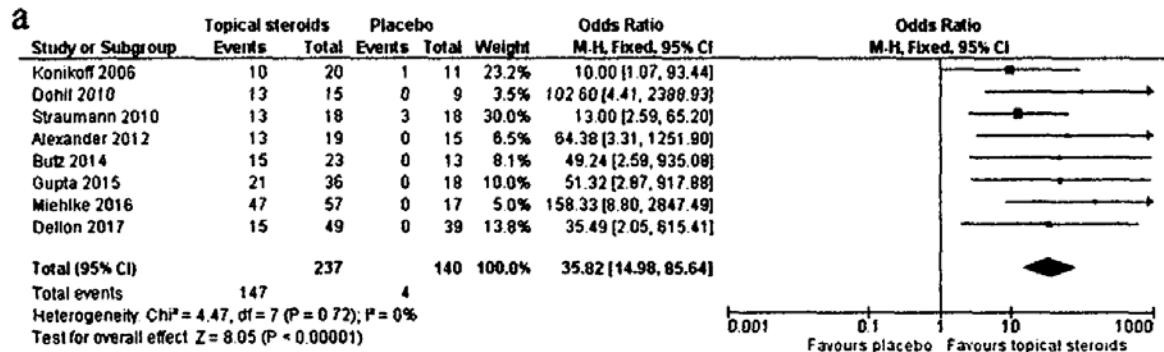 a
Topical steroids Placebo Odds Ratio Odds Ratio
Study or Subgroup Events Total Events Total Weight M-H, Fixed, 95% CI M-H, Fixed, 95% CI
Konikoff 2006 10 20 1 11 23.2% 10.00 [1.07, 93.44]
Dohil 2010 13 15 0 9 3.5% 102.60 [4.41, 2388.93]
Straumann 2010 13 18 3 18 30.0% 13.00 [2.59, 65.20]
Alexander 2012 13 19 0 15 6.5% 64.38 [3.31, 1251.90]
Butz 2014 15 23 0 13 8.1% 49.24 [2.59, 935.08]
Gupta 2015 21 36 0 18 10.0% 51.32 [2.87, 917.88]
Miehlke 2016 47 57 0 17 5.0% 158.33 [8.80, 2847.49]
Dellon 2017 15 49 0 39 13.8% 35.49 [2.05, 615.41]
Total (95% CI) 237 140 100.0% 35.82 [14.98, 85.64]
Total events 147 4
Heterogeneity: Chi² = 4.47, df = 7 (P = 0.72); I² = 0%
Test for overall effect: Z = 8.05 (P < 0.00001)
0.001 0.1 1 10 1000
Favours placebo Favours topical steroids